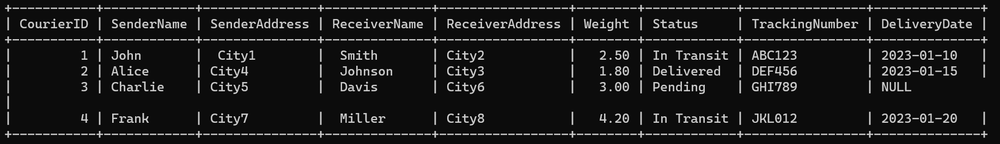 +-----------+------------+---------------+--------------+-----------------+--------+------------+----------------+--------------+
| CourierID | SenderName | SenderAddress | ReceiverName | ReceiverAddress | Weight | Status     | TrackingNumber | DeliveryDate |
+-----------+------------+---------------+--------------+-----------------+--------+------------+----------------+--------------+
|         1 | John       |  City1        |  Smith       | City2           |   2.50 | In Transit | ABC123         | 2023-01-10   |
|         2 | Alice      | City4         |  Johnson     | City3           |   1.80 | Delivered  | DEF456         | 2023-01-15   |
|         3 | Charlie    | City5         |  Davis       | City6           |   3.00 | Pending    | GHI789         | NULL
|
|         4 | Frank      | City7         |  Miller      | City8           |   4.20 | In Transit | JKL012         | 2023-01-20   |
+-----------+------------+---------------+--------------+-----------------+--------+------------+----------------+--------------+